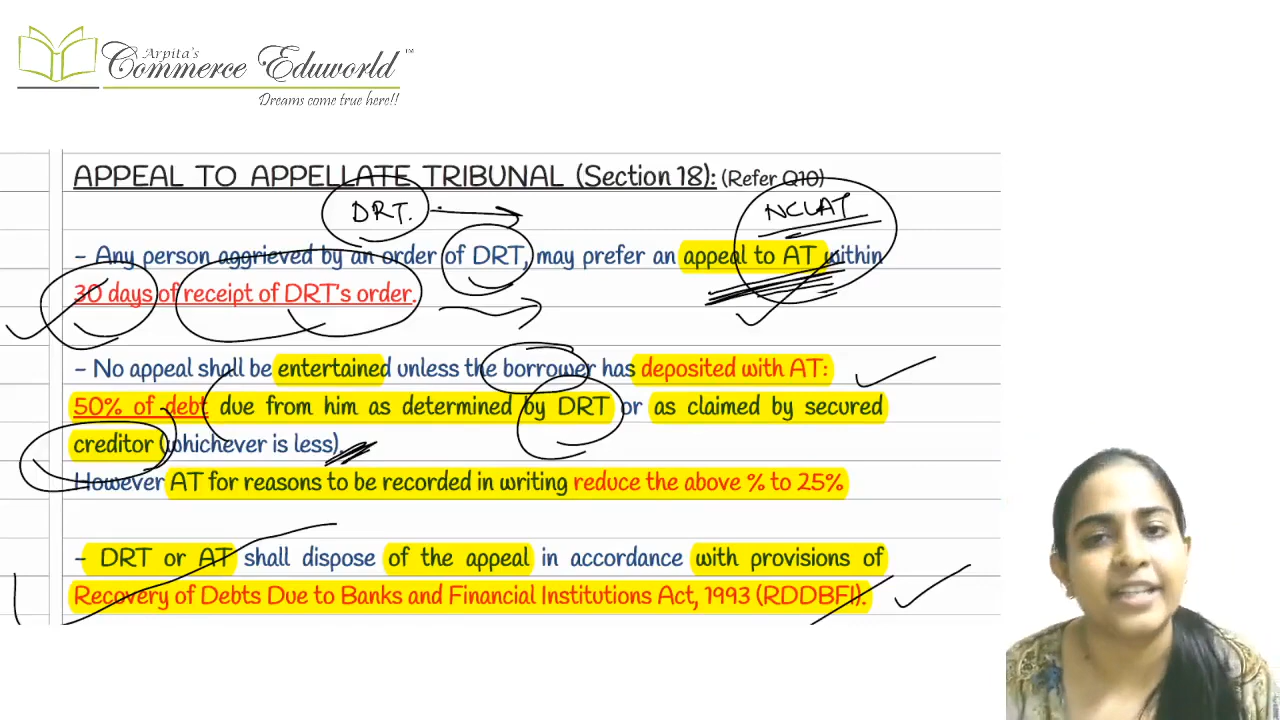 Arpita's
Commerce Eduworld™
Dreams come true here!!
APPEAL TO APPELLATE TRIBUNAL (Section 18): (Refer Q10)
DRT.
NCLAT
- Any person aggrieved by an order of DRT, may prefer an appeal to AT within
30 days of receipt of DRT's order.
- No appeal shall be entertained unless the borrower has deposited with AT:
50% of debt due from him as determined by DRT or as claimed by secured
creditor (whichever is less).
However AT for reasons to be recorded in writing reduce the above % to 25%
- DRT or AT shall dispose of the appeal in accordance with provisions of
Recovery of Debts Due to Banks and Financial Institutions Act, 1993 (RDDBFI).